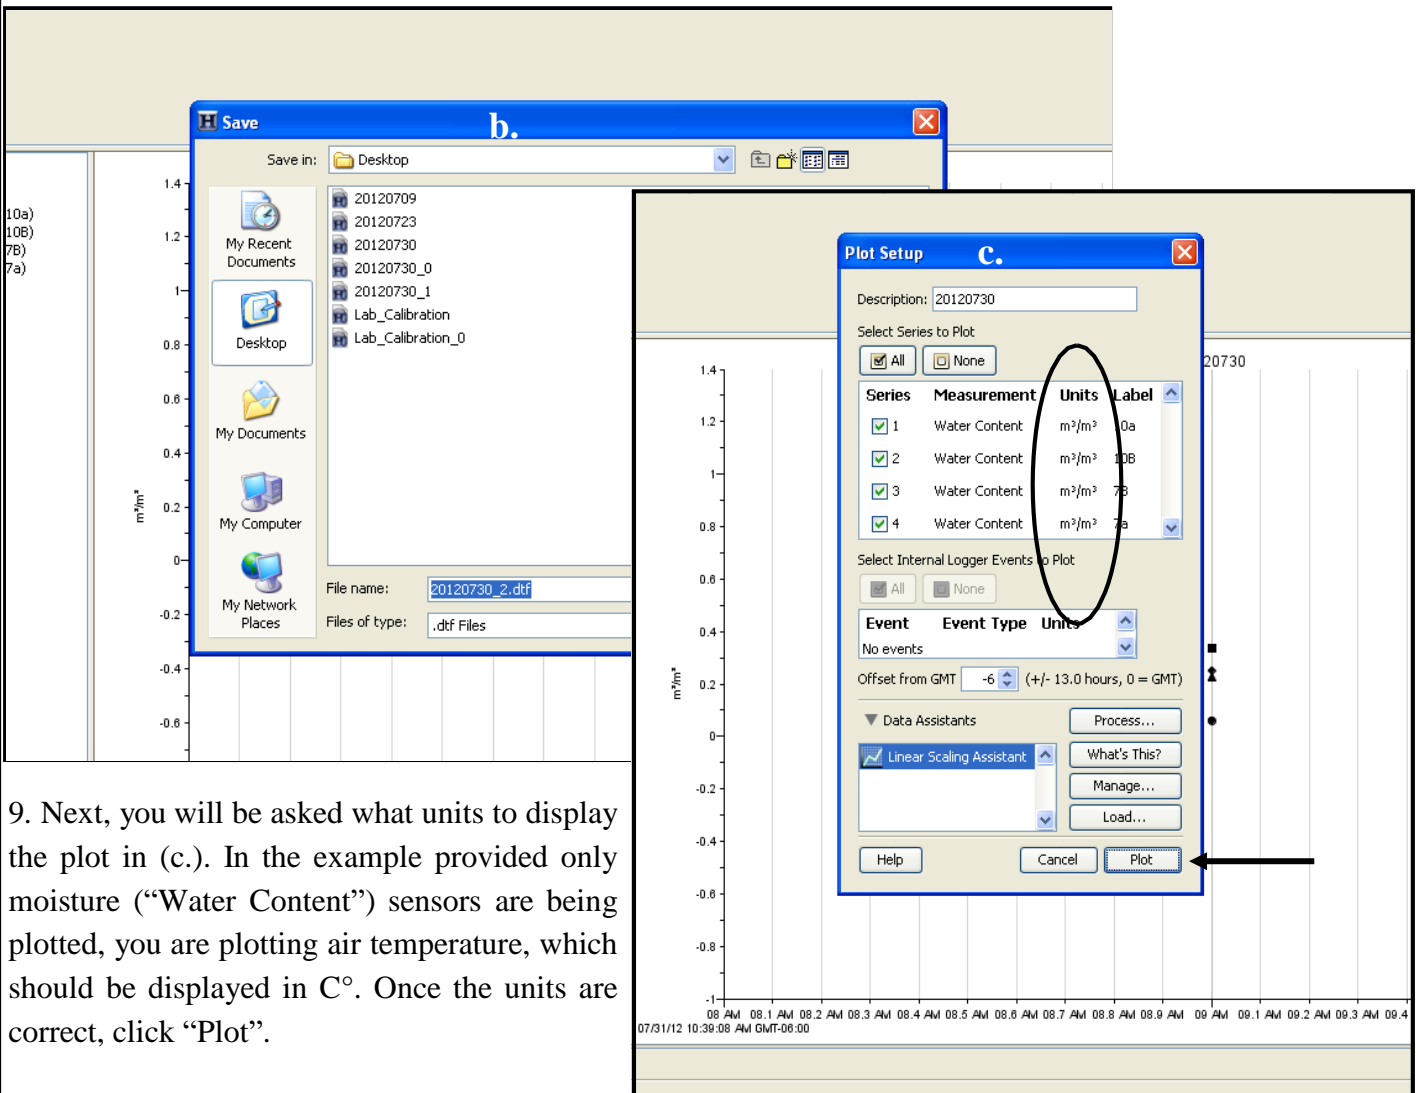 Save
b.
Save in:
Desktop
20120709
20120723
20120730
20120730_0
20120730_1
Lab_Calibration
Lab_Calibration_0
My Recent
Documents
Desktop
My Documents
My Computer
My Network
Places
File name:
20120730_2.dtf
Files of type:
.dtf Files
10a)
10B)
7B)
7a)
1.4
1.2
1
0.8
0.6
0.4
0.2
0
-0.2
-0.4
-0.6
m³/m³
Plot Setup
c.
Description: 20120730
Select Series to Plot
All None
Series Measurement Units Label
1 Water Content m³/m³ 10a
2 Water Content m³/m³ 10B
3 Water Content m³/m³ 7B
4 Water Content m³/m³ 7a
Select Internal Logger Events to Plot
All None
Event Event Type Units
No events
Offset from GMT -6 (+/- 13.0 hours, 0 = GMT)
Data Assistants
Process...
Linear Scaling Assistant
What's This?
Manage...
Load...
Help Cancel Plot
20730
1.4
1.2
1
0.8
0.6
0.4
0.2
0
-0.2
-0.4
-0.6
-0.8
-1
m³/m³
08 AM 08.1 AM 08.2 AM 08.3 AM 08.4 AM 08.5 AM 08.6 AM 08.7 AM 08.8 AM 08.9 AM 09 AM 09.1 AM 09.2 AM 09.3 AM 09.4
07/31/12 10:39:08 AM GMT-06:00
9. Next, you will be asked what units to display
the plot in (c.). In the example provided only
moisture (“Water Content”) sensors are being
plotted, you are plotting air temperature, which
should be displayed in C°. Once the units are
correct, click “Plot”.